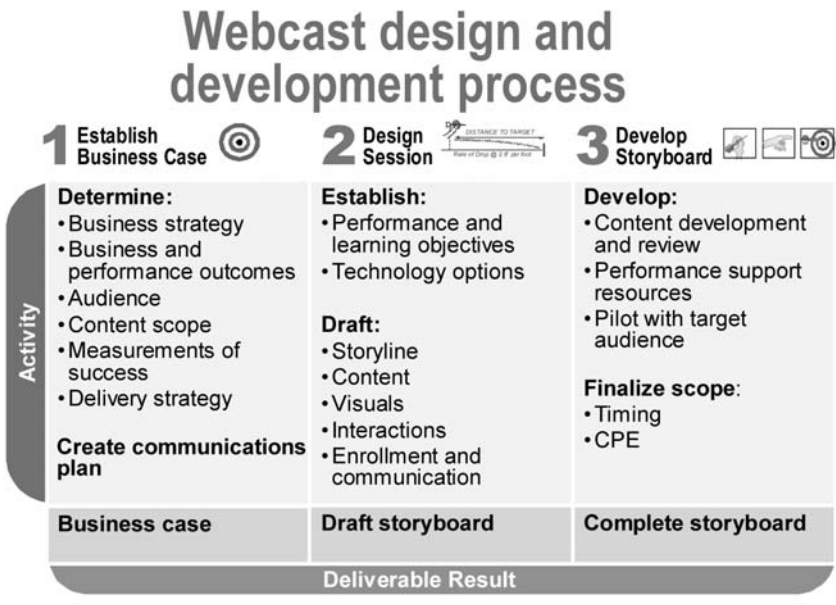 Webcast design and
development process
1 Establish
Business Case
2 Design
Session
DISTANCE TO TARGET
3 Develop
Storyboard
Activity
Determine:
• Business strategy
• Business and
performance outcomes
• Audience
• Content scope
• Measurements of
success
• Delivery strategy
Create communications
plan
Establish:
• Performance and
learning objectives
• Technology options
Draft:
• Storyline
• Content
• Visuals
• Interactions
• Enrollment and
communication
Develop:
• Content development
and review
• Performance support
resources
• Pilot with target
audience
Finalize scope:
• Timing
• CPE
Business case
Draft storyboard
Complete storyboard
Deliverable Result